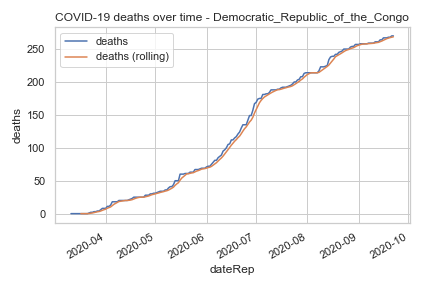 COVID-19 deaths over time - Democratic_Republic_of_the_Congo
deaths
deaths (rolling)
250
200
150
100
50
0
deaths
2020-04
2020-05
2020-06
2020-07
2020-08
2020-09
2020-10
dateRep